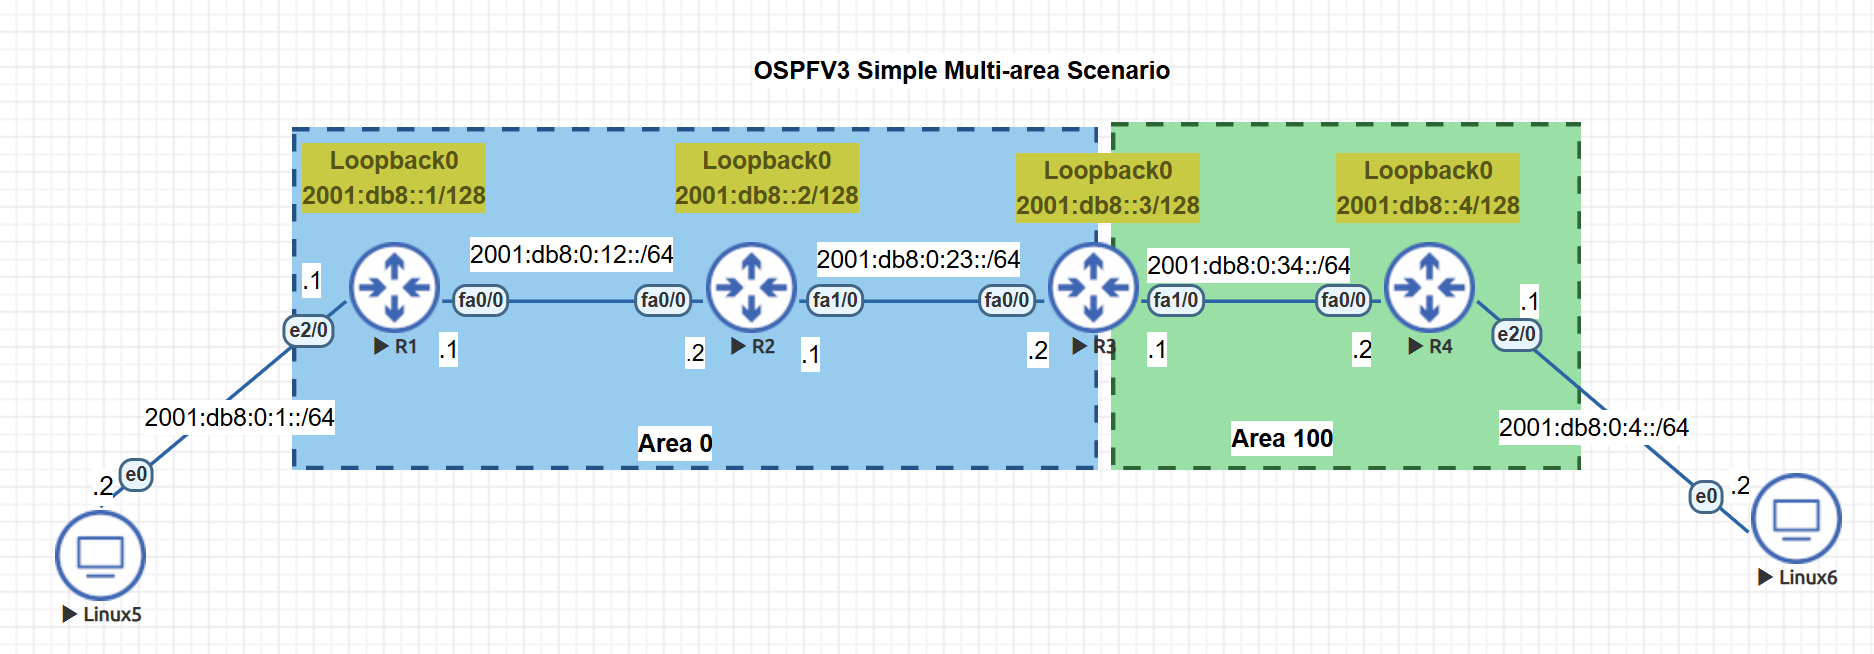 OSPFV3 Simple Multi-area Scenario
Loopback0
2001:db8::1/128
Loopback0
2001:db8::2/128
Loopback0
2001:db8::3/128
Loopback0
2001:db8::4/128
2001:db8:0:12::/64
2001:db8:0:23::/64
2001:db8:0:34::/64
.1
fa0/0
fa0/0
fa1/0
fa0/0
fa1/0
fa0/0
.1
e2/0
e2/0
R1
.1
.2
R2
.1
.2
R3
.1
.2
R4
2001:db8:0:1::/64
2001:db8:0:4::/64
Area 0
Area 100
.2
e0
e0
.2
Linux5
Linux6